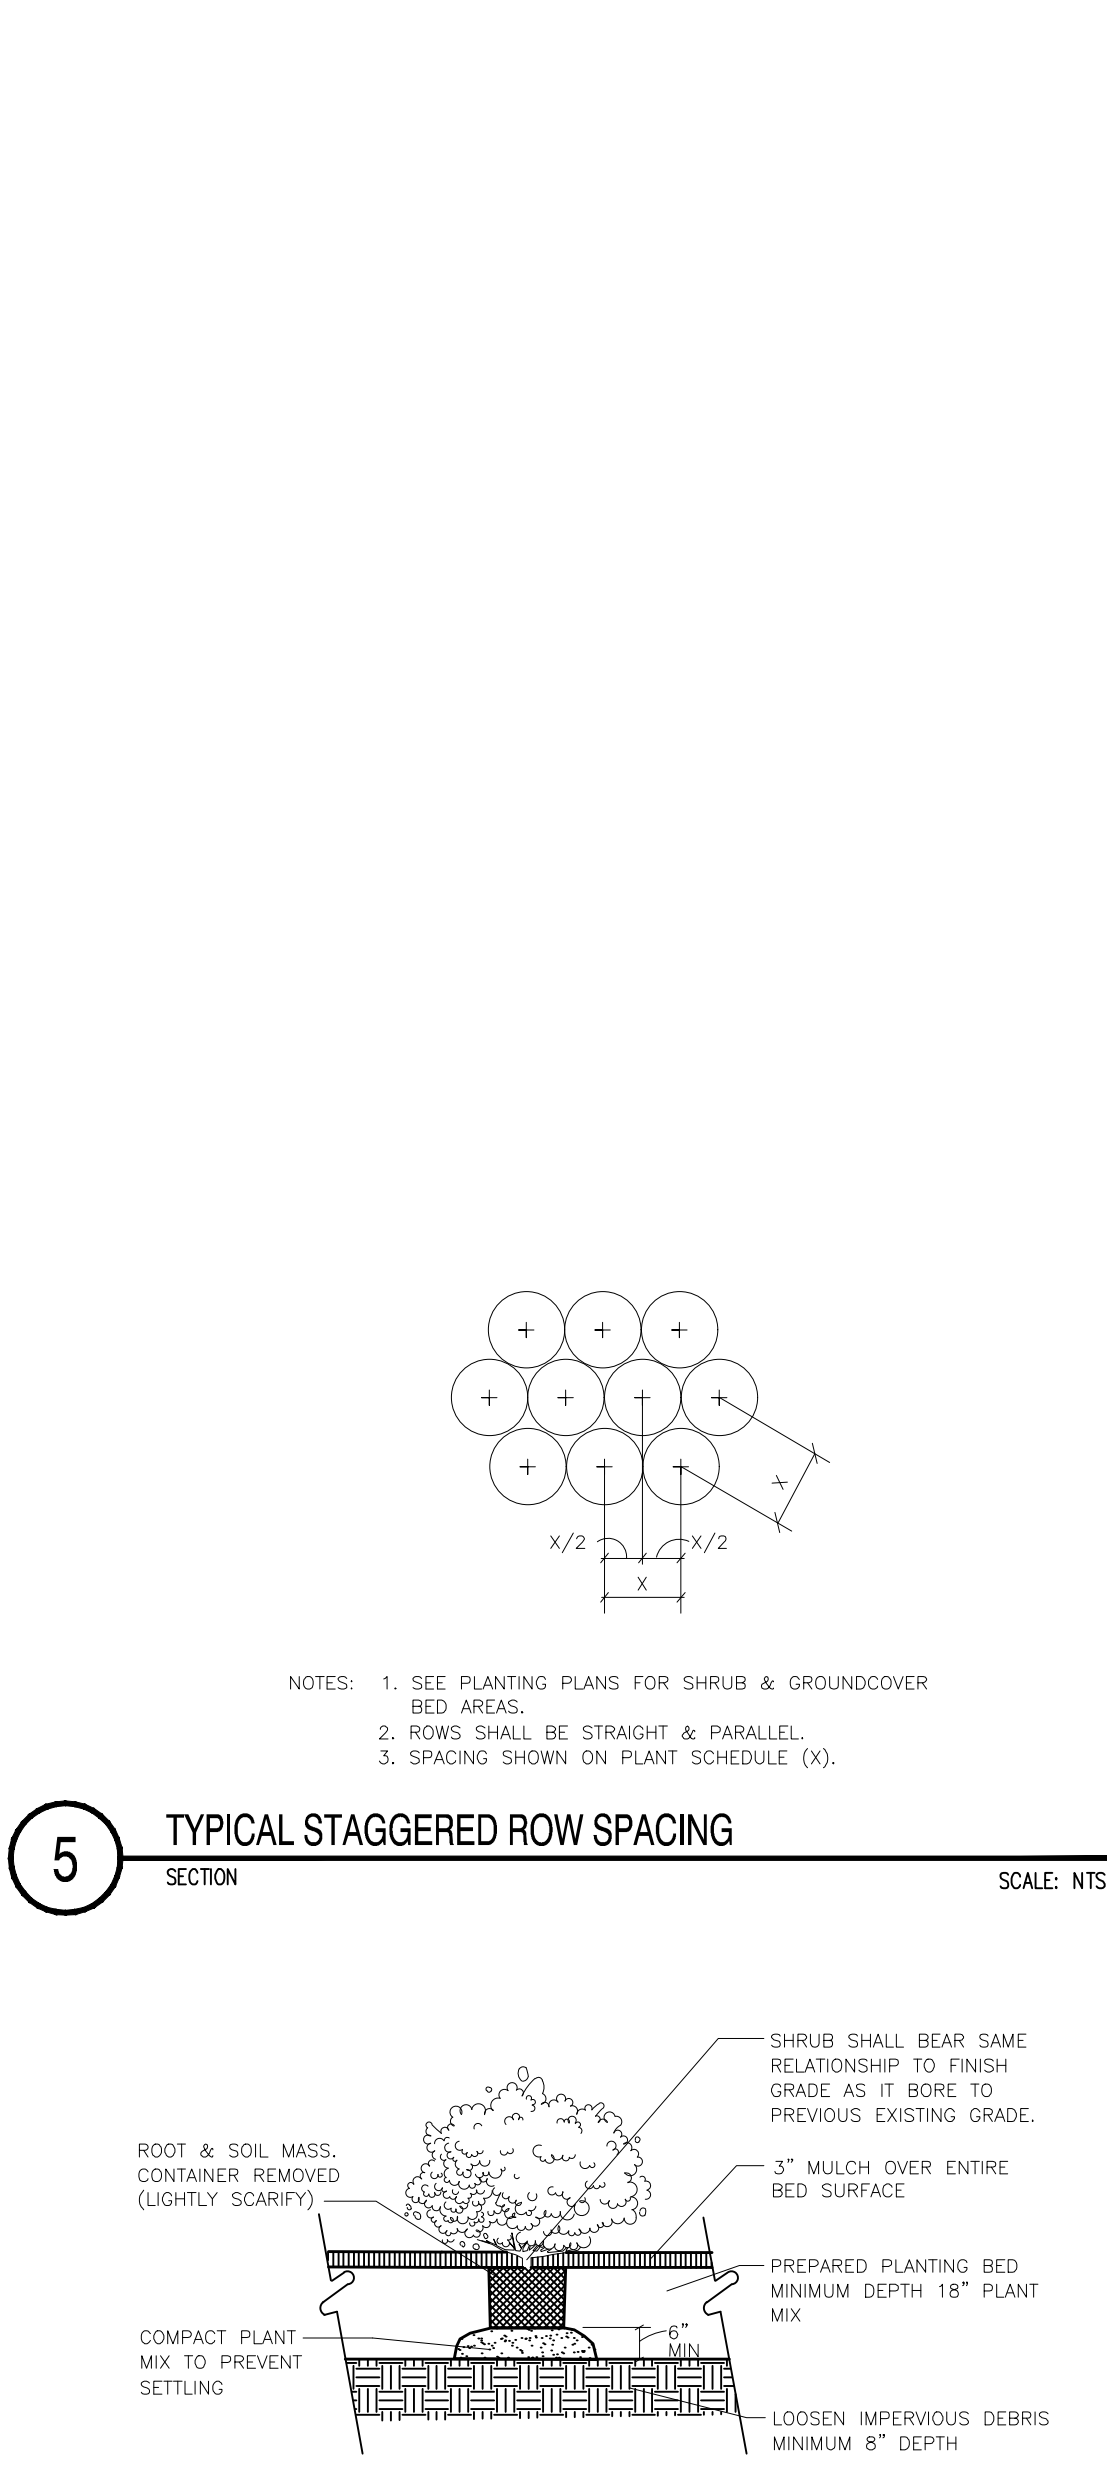 X
X/2
X/2
X
NOTES: 1. SEE PLANTING PLANS FOR SHRUB & GROUNDCOVER
BED AREAS.
2. ROWS SHALL BE STRAIGHT & PARALLEL.
3. SPACING SHOWN ON PLANT SCHEDULE (X).
5
TYPICAL STAGGERED ROW SPACING
SECTION
SCALE: NTS
SHRUB SHALL BEAR SAME
RELATIONSHIP TO FINISH
GRADE AS IT BORE TO
PREVIOUS EXISTING GRADE.
ROOT & SOIL MASS.
CONTAINER REMOVED
(LIGHTLY SCARIFY)
3" MULCH OVER ENTIRE
BED SURFACE
PREPARED PLANTING BED
MINIMUM DEPTH 18" PLANT
MIX
COMPACT PLANT
MIX TO PREVENT
SETTLING
6"
MIN
LOOSEN IMPERVIOUS DEBRIS
MINIMUM 8" DEPTH